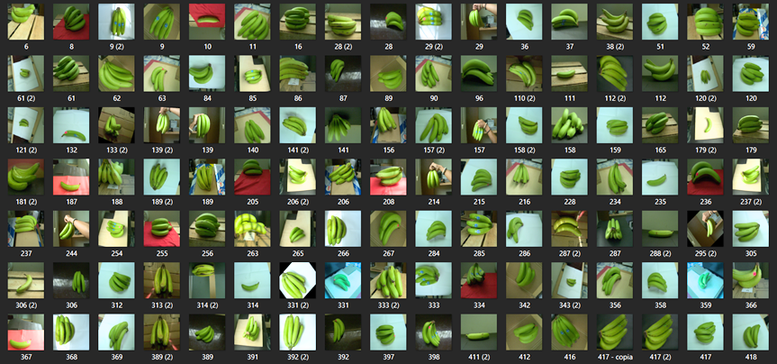 6 8 9 (2) 9 10 11 16 28 (2) 28 29 (2) 29 36 37 38 (2) 51 52 59
61 (2) 61 62 63 84 85 86 87 89 90 96 110 (2) 111 112 (2) 112 120 (2) 120
121 (2) 132 133 (2) 139 (2) 139 140 141 (2) 141 156 157 (2) 157 158 (2) 158 159 165 179 (2) 179
181 (2) 187 188 189 (2) 189 205 206 (2) 206 208 214 215 216 228 234 235 236 237 (2)
237 244 254 255 256 263 265 266 267 284 285 286 287 (2) 287 288 (2) 295 (2) 305
306 (2) 306 312 313 (2) 314 (2) 314 331 (2) 331 333 (2) 333 334 342 343 (2) 356 358 359 366
367 368 369 389 (2) 389 391 392 (2) 392 397 398 411 (2) 412 416 417 - copia 417 (2) 417 418